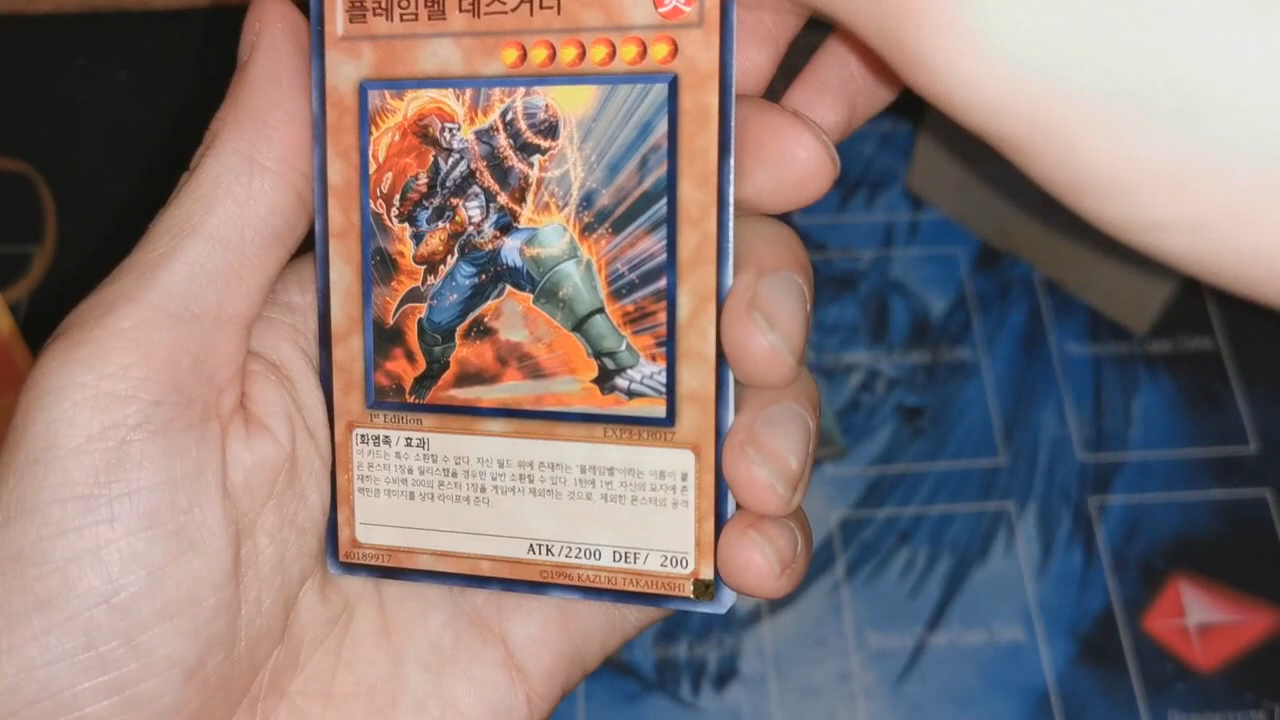 플레임벨 데스거너
炎
1st Edition
EXP3-KR017
[화염족 / 효과]
이 카드는 특수 소환할 수 없다. 자신 필드 위에 존재하는 "플레임벨"이라는 이름이 붙
은 몬스터 1장을 릴리스했을 경우만 일반 소환할 수 있다. 1턴에 1번, 자신의 묘지에 존
재하는 수비력 200의 몬스터 1장을 게임에서 제외하는 것으로, 제외한 몬스터의 공격
력만큼 데미지를 상대 라이프에 준다.
ATK/2200 DEF/ 200
40189917
©1996 KAZUKI TAKAHASHI